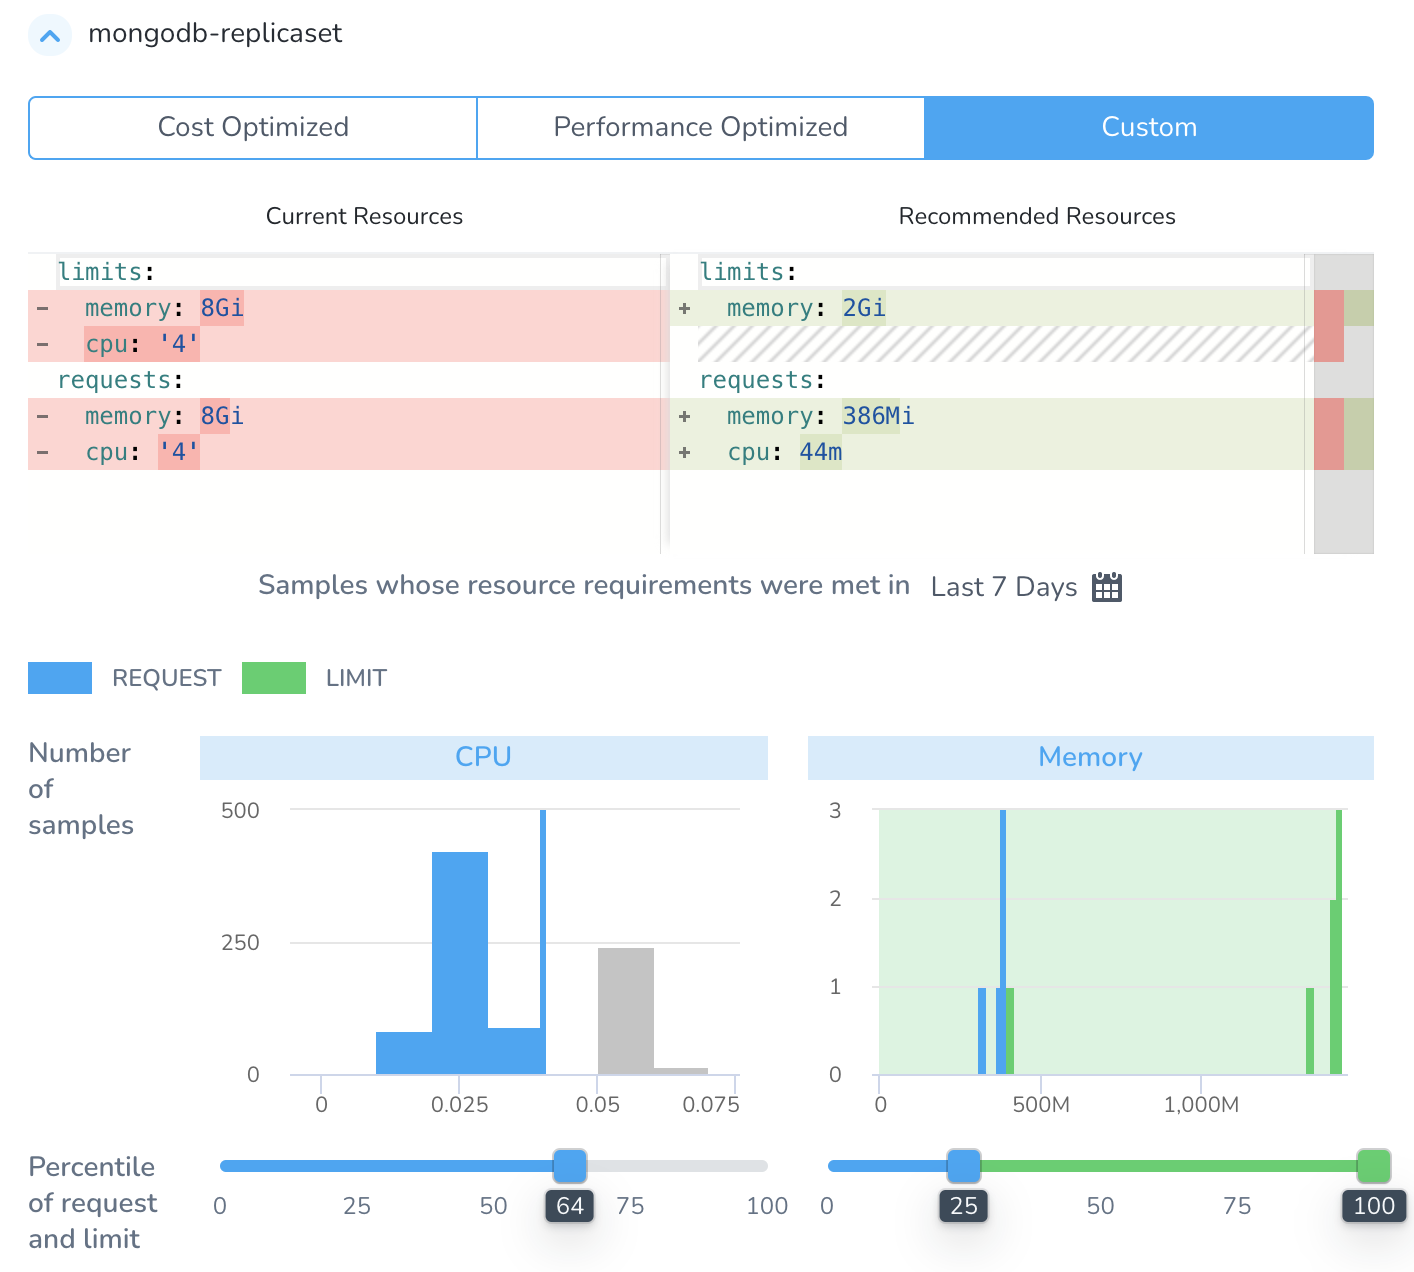 mongodb-replicaset
Cost Optimized
Performance Optimized
Custom
Current Resources
Recommended Resources
limits:
- memory: 8Gi
- cpu: '4'
requests:
- memory: 8Gi
- cpu: '4'
limits:
+ memory: 2Gi
requests:
+ memory: 386Mi
+ cpu: 44m
Samples whose resource requirements were met in Last 7 Days
REQUEST
LIMIT
Number
of
samples
CPU
500
250
0
0 0.025 0.05 0.075
Memory
3
2
1
0
0 500M 1,000M
Percentile
of request
and limit
0 25 50 64 75 100
0 25 50 75 100